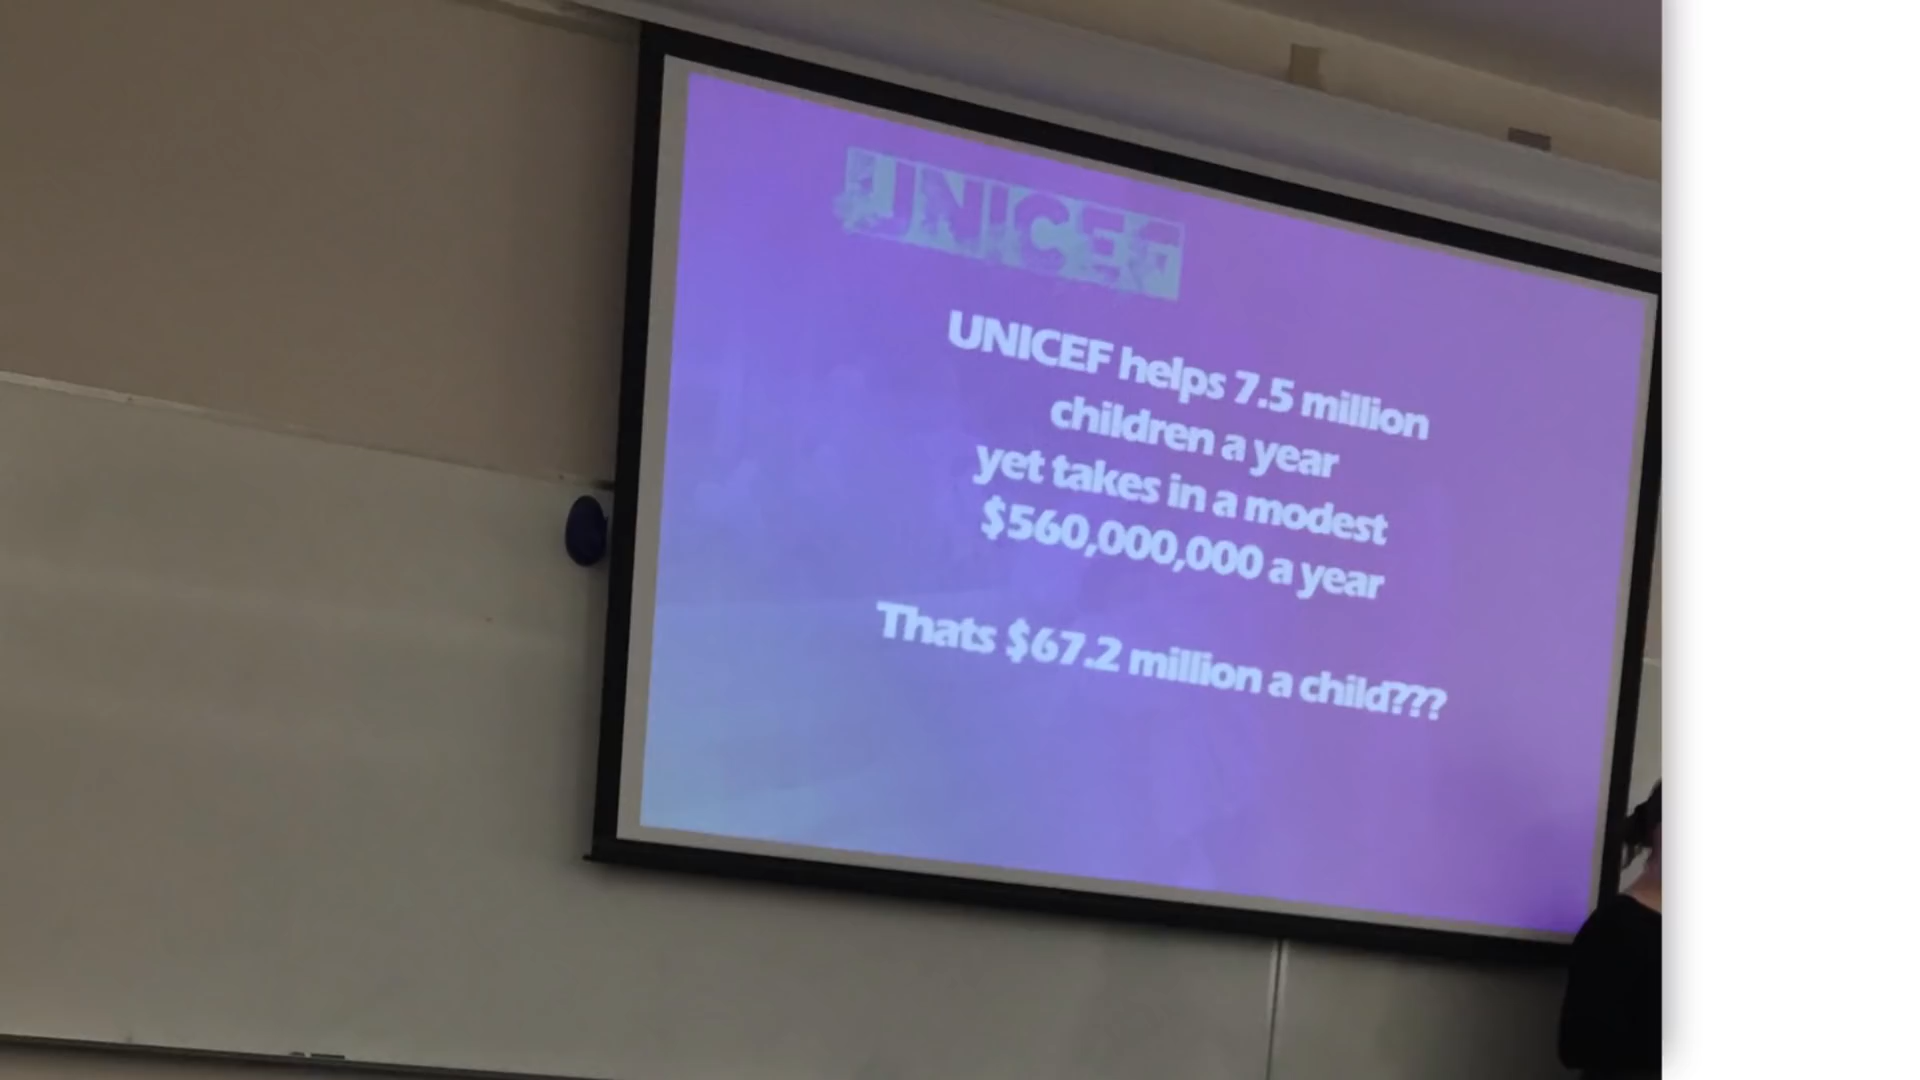 UNICEF
UNICEF helps 7.5 million
children a year
yet takes in a modest
$560,000,000 a year
Thats $67.2 million a child???